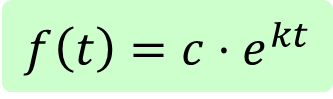 f(t) = c · e^{kt}